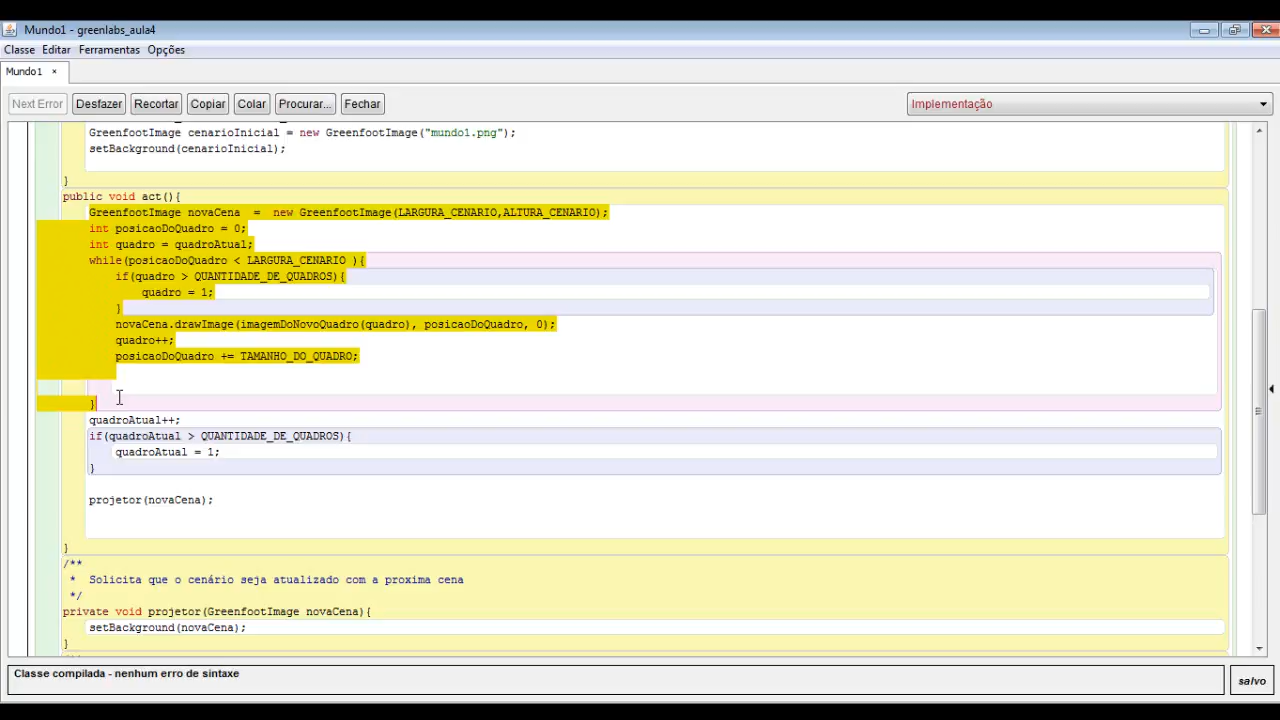 Mundo1 - greenlabs_aula4
Classe Editar Ferramentas Opções
Mundo1 ×
Next Error Desfazer Recortar Copiar Colar Procurar... Fechar Implementação
GreenfootImage cenarioInicial = new GreenfootImage("mundo1.png");
setBackground(cenarioInicial);
}
public void act(){
GreenfootImage novaCena  =  new GreenfootImage(LARGURA_CENARIO,ALTURA_CENARIO);
int posicaoDoQuadro = 0;
int quadro = quadroAtual;
while(posicaoDoQuadro < LARGURA_CENARIO ){
if(quadro > QUANTIDADE_DE_QUADROS){
quadro = 1;
}
novaCena.drawImage(imagemDoNovoQuadro(quadro), posicaoDoQuadro, 0);
quadro++;
posicaoDoQuadro += TAMANHO_DO_QUADRO;
}
quadroAtual++;
if(quadroAtual > QUANTIDADE_DE_QUADROS){
quadroAtual = 1;
}
projetor(novaCena);
}
/**
*  Solicita que o cenário seja atualizado com a proxima cena
*/
private void projetor(GreenfootImage novaCena){
setBackground(novaCena);
}
Classe compilada - nenhum erro de sintaxe
salvo